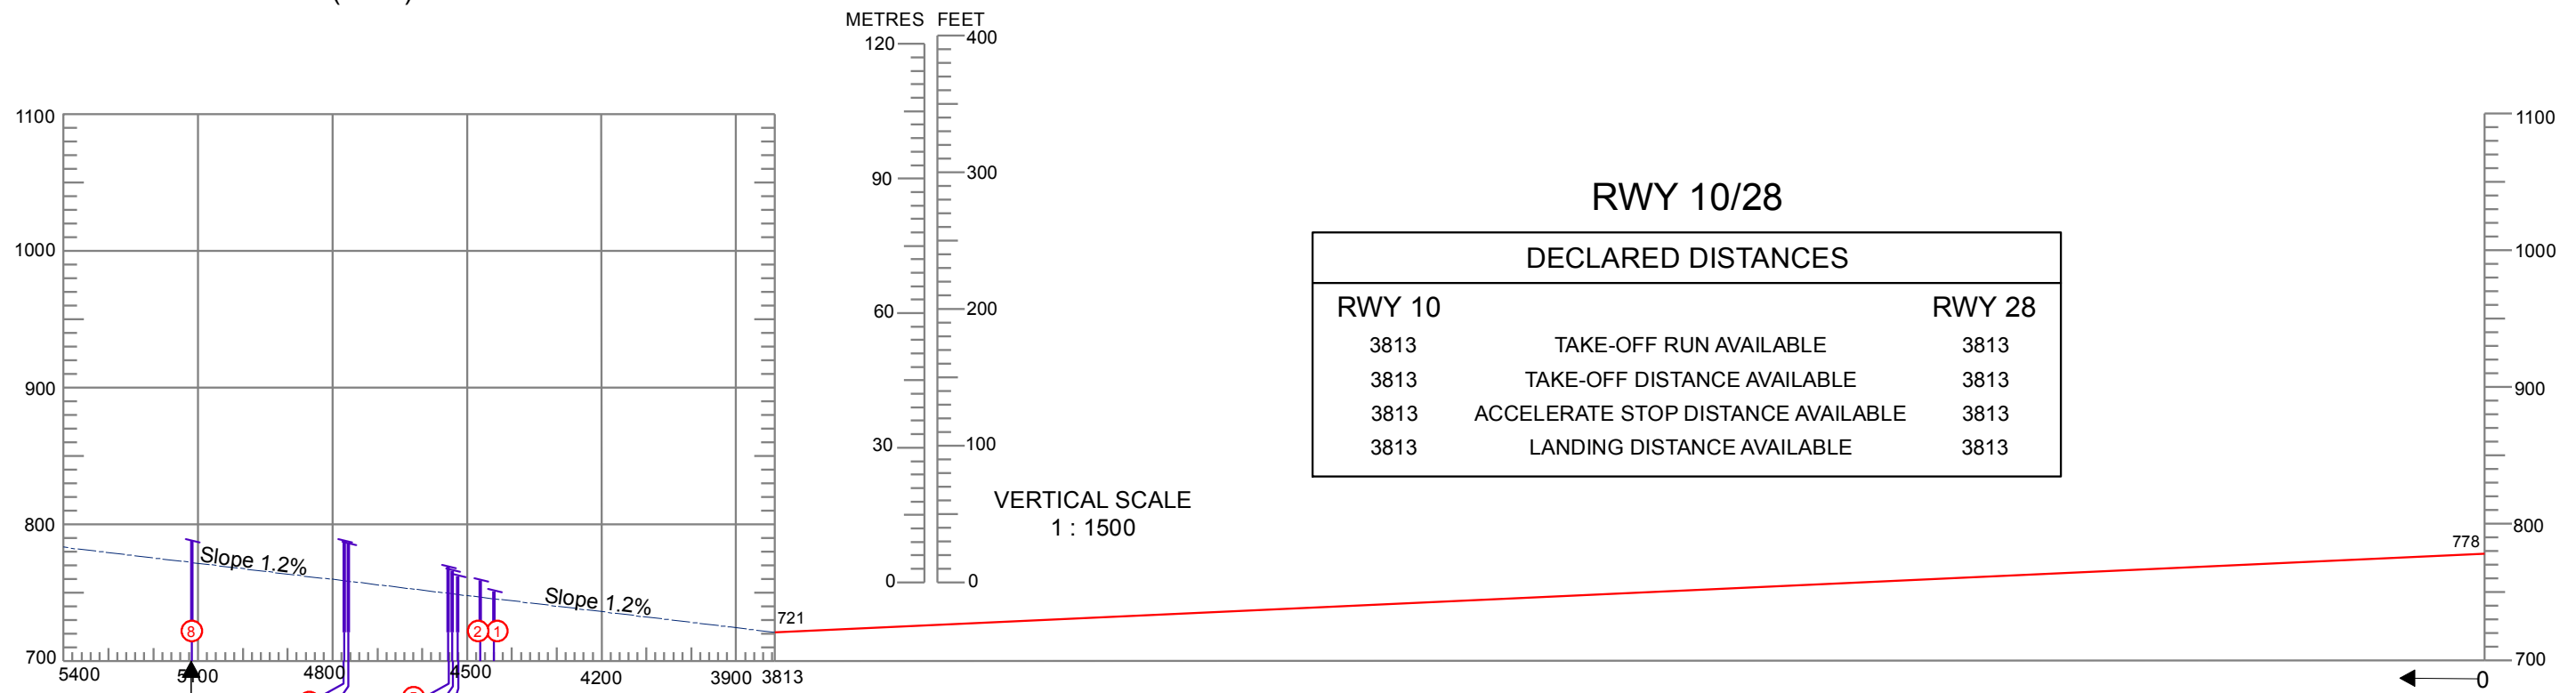 METRES FEET
120 400
1100 1100
90 300
RWY 10/28
1000 1000
DECLARED DISTANCES
RWY 10 RWY 28
60 200
3813 TAKE-OFF RUN AVAILABLE 3813
3813 TAKE-OFF DISTANCE AVAILABLE 3813
900 900
3813 ACCELERATE STOP DISTANCE AVAILABLE 3813
3813 LANDING DISTANCE AVAILABLE 3813
30 100
VERTICAL SCALE
1 : 1500
800 800
778
Slope 1.2%
0 0
Slope 1.2%
721
8 2 1
700 700
5400 5100 4800 4500 4200 3900 3813 0